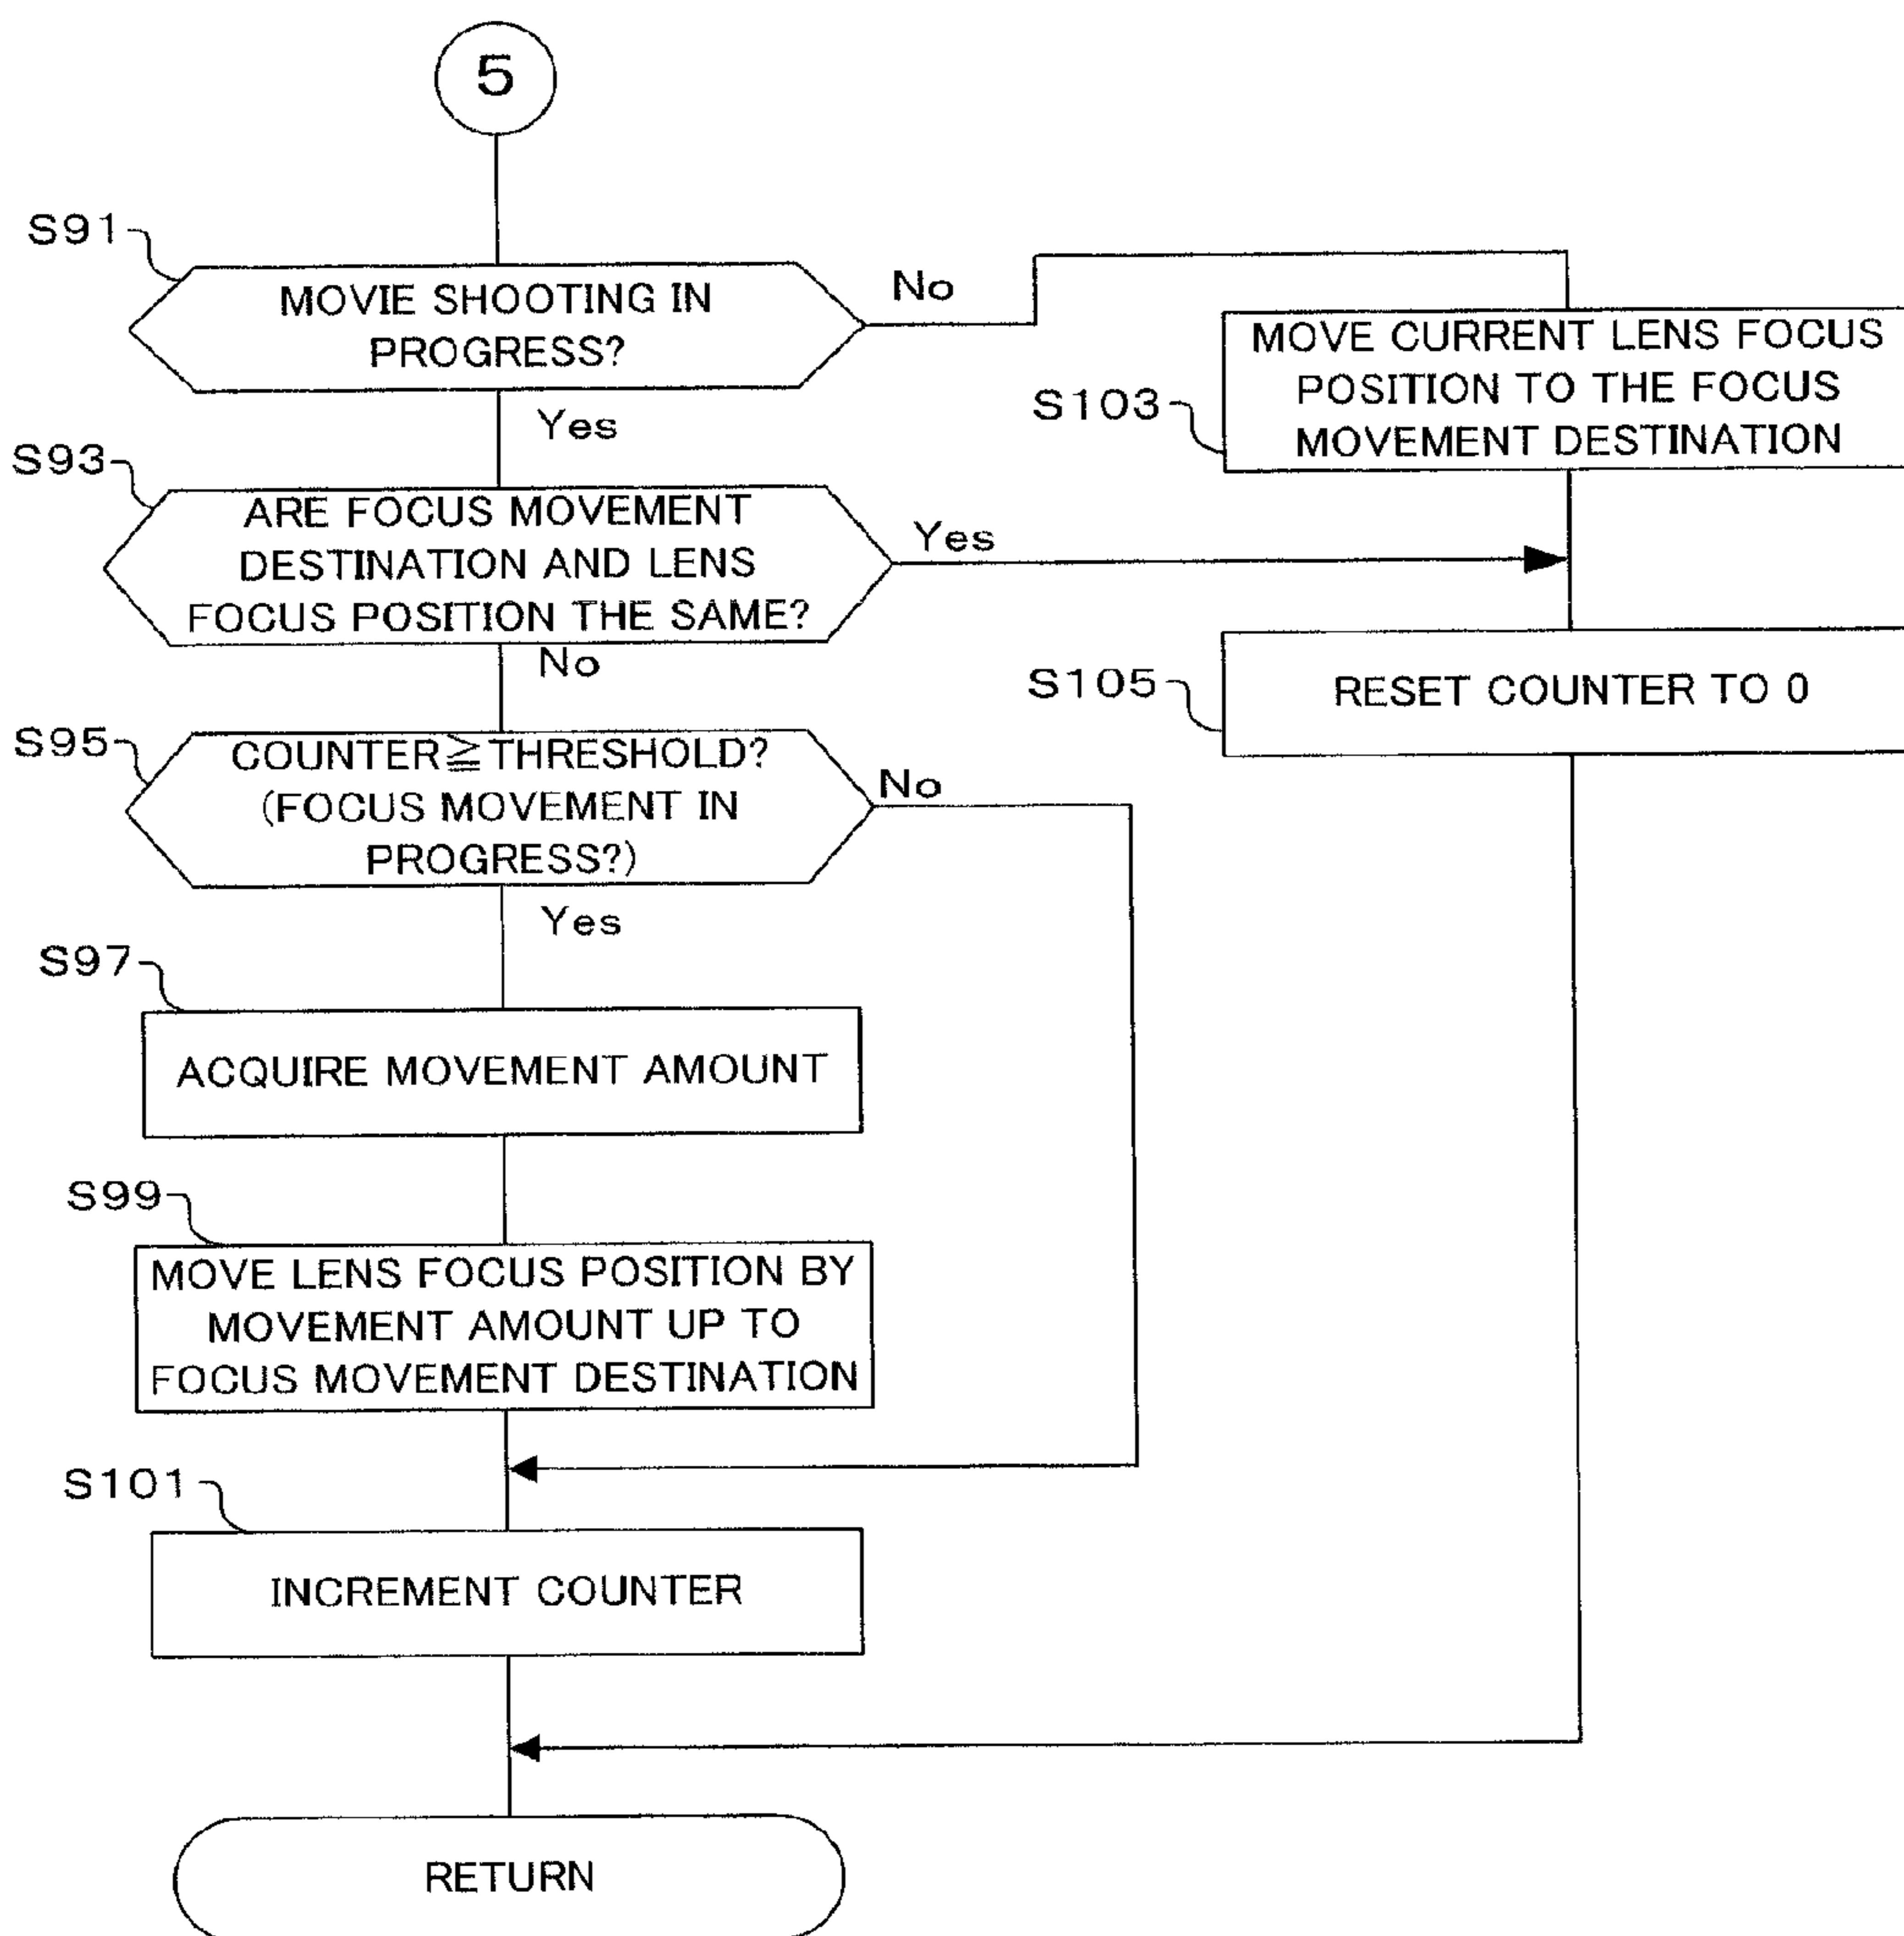 5
S91
MOVIE SHOOTING IN
PROGRESS?
No
Yes
MOVE CURRENT LENS FOCUS
POSITION TO THE FOCUS
MOVEMENT DESTINATION
S103
S93
ARE FOCUS MOVEMENT
DESTINATION AND LENS
FOCUS POSITION THE SAME?
Yes
No
S105
RESET COUNTER TO 0
S95
COUNTER≧THRESHOLD?
(FOCUS MOVEMENT IN
PROGRESS?)
No
Yes
S97
ACQUIRE MOVEMENT AMOUNT
S99
MOVE LENS FOCUS POSITION BY
MOVEMENT AMOUNT UP TO
FOCUS MOVEMENT DESTINATION
S101
INCREMENT COUNTER
RETURN